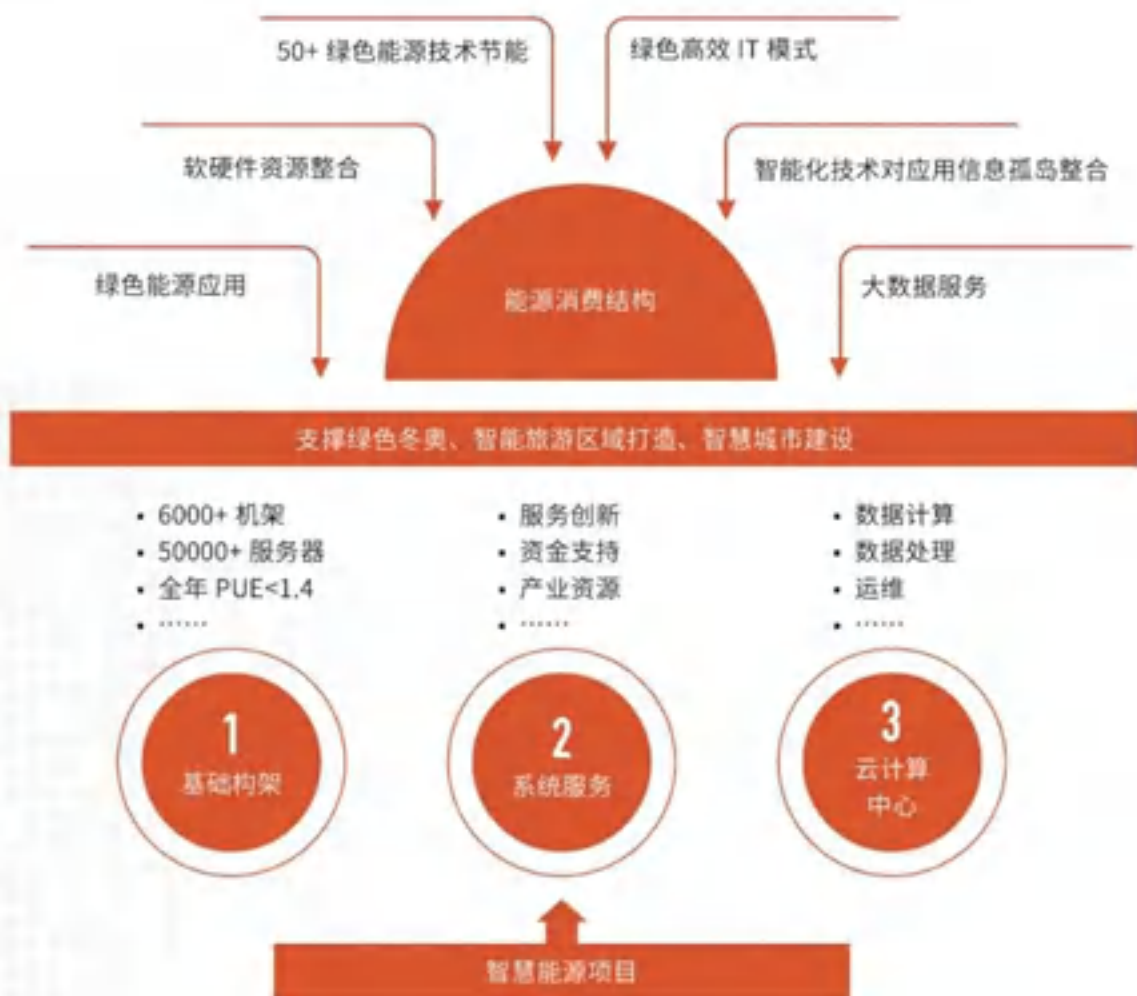 50+ 绿色能源技术节能
绿色高效 IT 模式
软硬件资源整合
智能化技术对应用信息孤岛整合
绿色能源应用
大数据服务
能源消费结构
支撑绿色冬奥、智能旅游区域打造、智慧城市建设
• 6000+ 机架
• 50000+ 服务器
• 全年 PUE<1.4
• ······
• 服务创新
• 资金支持
• 产业资源
• ······
• 数据计算
• 数据处理
• 运维
• ······
1
基础构架
2
系统服务
3
云计算
中心
智慧能源项目